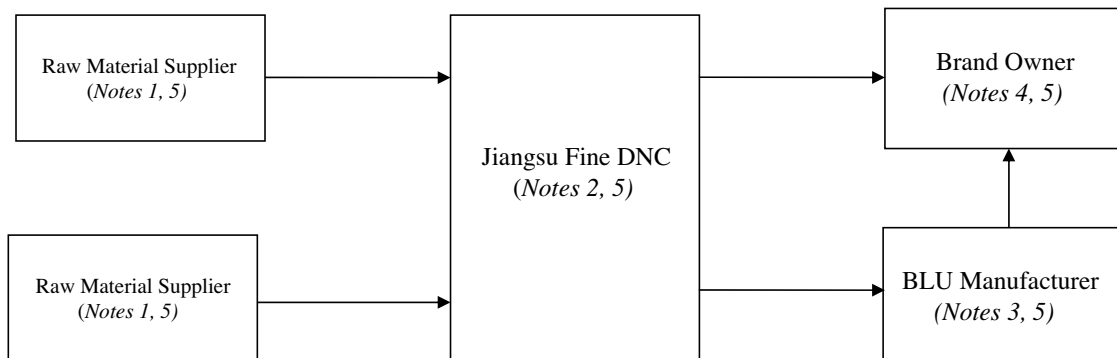 Raw Material Supplier
(Notes 1, 5)
Raw Material Supplier
(Notes 1, 5)
Jiangsu Fine DNC
(Notes 2, 5)
Brand Owner
(Notes 4, 5)
BLU Manufacturer
(Notes 3, 5)